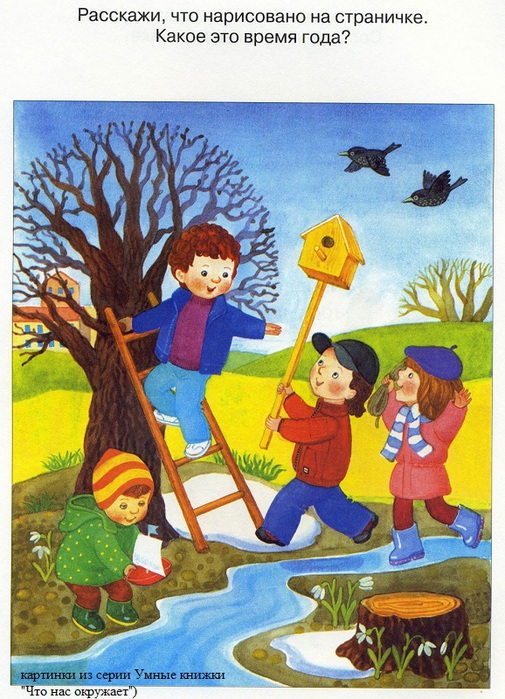 Расскажи, что нарисовано на страничке.
Какое это время года?
картинки из серии Умные книжки
"Что нас окружает")